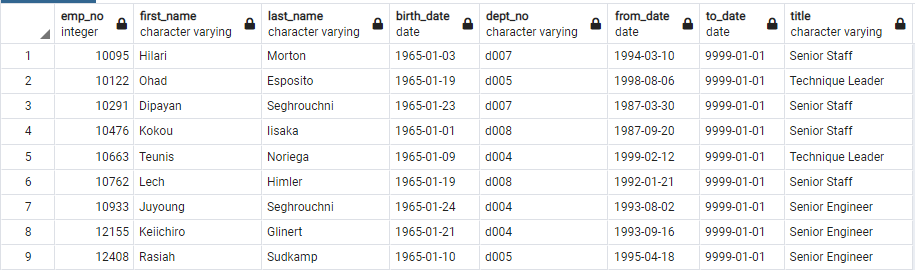 emp_no first_name last_name birth_date dept_no from_date to_date title
integer character varying character varying date character varying date date character varying
1 10095 Hilari Morton 1965-01-03 d007 1994-03-10 9999-01-01 Senior Staff
2 10122 Ohad Esposito 1965-01-19 d005 1998-08-06 9999-01-01 Technique Leader
3 10291 Dipayan Seghrouchni 1965-01-23 d007 1987-03-30 9999-01-01 Senior Staff
4 10476 Kokou Iisaka 1965-01-01 d008 1987-09-20 9999-01-01 Senior Staff
5 10663 Teunis Noriega 1965-01-09 d004 1999-02-12 9999-01-01 Technique Leader
6 10762 Lech Himler 1965-01-19 d008 1992-01-21 9999-01-01 Senior Staff
7 10933 Juyoung Seghrouchni 1965-01-24 d004 1993-08-02 9999-01-01 Senior Engineer
8 12155 Keiichiro Glinert 1965-01-21 d004 1993-09-16 9999-01-01 Senior Engineer
9 12408 Rasiah Sudkamp 1965-01-10 d005 1995-04-18 9999-01-01 Senior Engineer